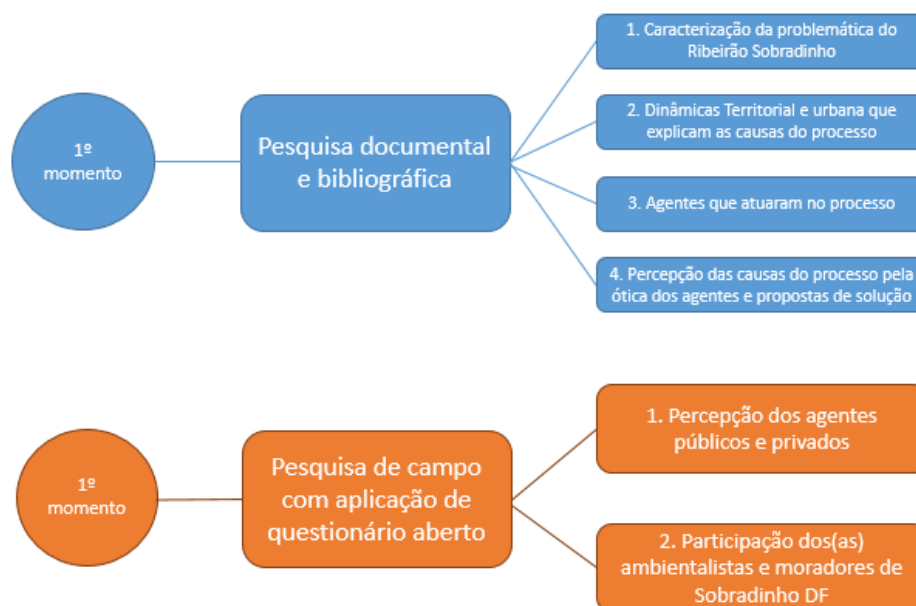 1º
momento
Pesquisa documental
e bibliográfica
1. Caracterização da problemática do
Ribeirão Sobradinho
2. Dinâmicas Territorial e urbana que
explicam as causas do processo
3. Agentes que atuaram no processo
4. Percepção das causas do processo pela
ótica dos agentes e propostas de solução
1º
momento
Pesquisa de campo
com aplicação de
questionário aberto
1. Percepção dos agentes
públicos e privados
2. Participação dos(as)
ambientalistas e moradores de
Sobradinho DF